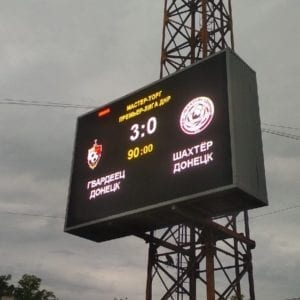 МАСТЕР-ТОРГ
ПРЕМЬЕР-ЛИГА ДНР
3:0
90:00
ГВАРДЕЕЦ
ДОНЕЦК
ШАХТЁР
ДОНЕЦК